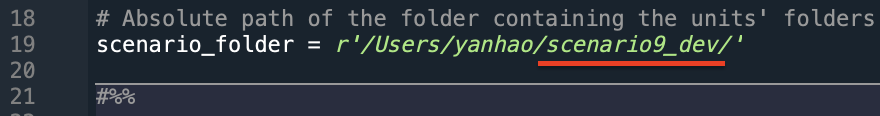 18 # Absolute path of the folder containing the units' folders
19 scenario_folder = r'/Users/yanhao/scenario9_dev/'
20
21 #%%